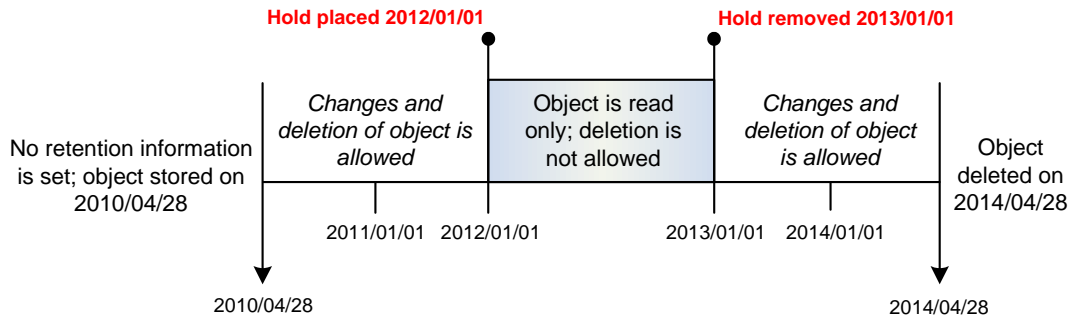 Hold placed 2012/01/01
Hold removed 2013/01/01
No retention information
is set; object stored on
2010/04/28
Changes and
deletion of object is
allowed
Object is read
only; deletion is
not allowed
Changes and
deletion of object
is allowed
Object
deleted on
2014/04/28
2011/01/01
2012/01/01
2013/01/01
2014/01/01
2010/04/28
2014/04/28